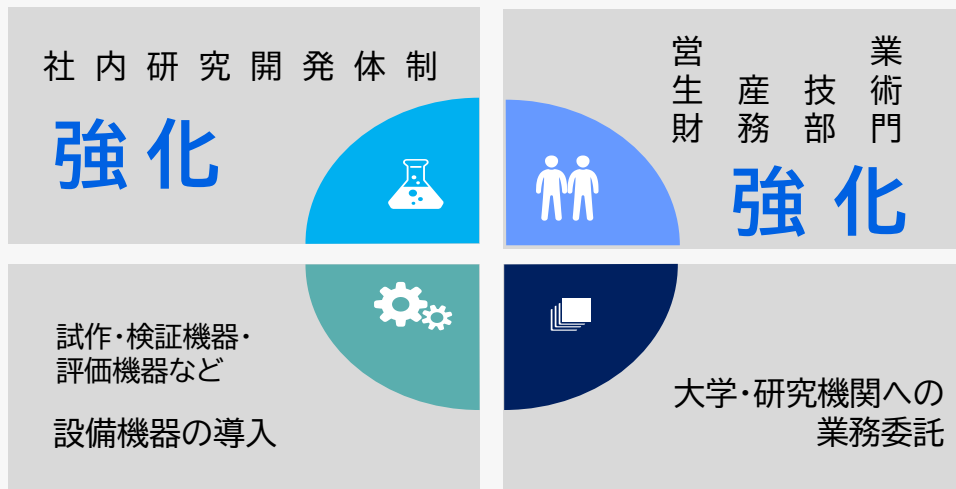 社内研究開発体制
強化
営業
生産技術
財務部門
強化
試作・検証機器・
評価機器など
設備機器の導入
大学・研究機関への
業務委託